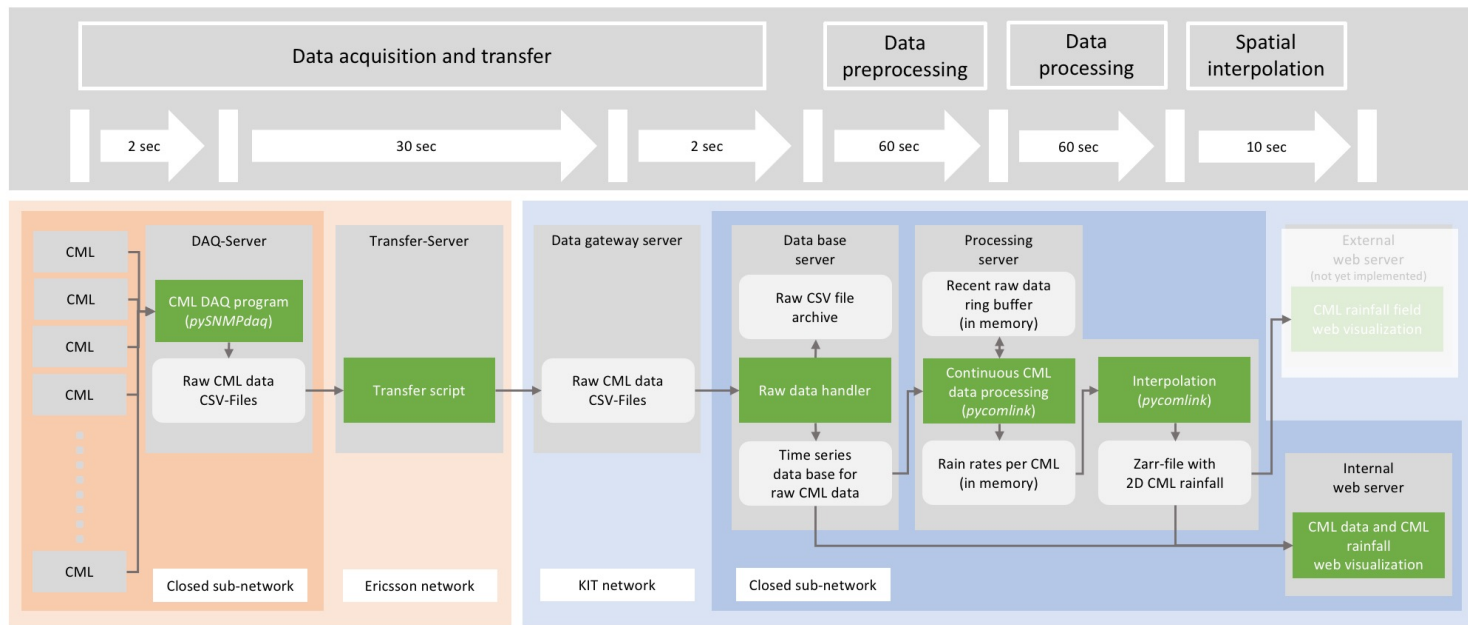 Data acquisition and transfer
Data
preprocessing
Data
processing
Spatial
interpolation
2 sec
30 sec
2 sec
60 sec
60 sec
10 sec
CML
CML
CML
CML
CML
DAQ-Server
CML DAQ program
(pySNMPdaq)
Raw CML data
CSV-Files
Closed sub-network
Transfer-Server
Transfer script
Ericsson network
Data gateway server
Raw CML data
CSV-Files
KIT network
Data base
server
Raw CSV file
archive
Raw data handler
Time series
data base for
raw CML data
Closed sub-network
Processing
server
Recent raw data
ring buffer
(in memory)
Continuous CML
data processing
(pycomlink)
Rain rates per CML
(in memory)
Interpolation
(pycomlink)
Zarr-file with
2D CML rainfall
External
web server
(not yet implemented)
CML rainfall field
web visualization
Internal
web server
CML data and CML
rainfall
web visualization